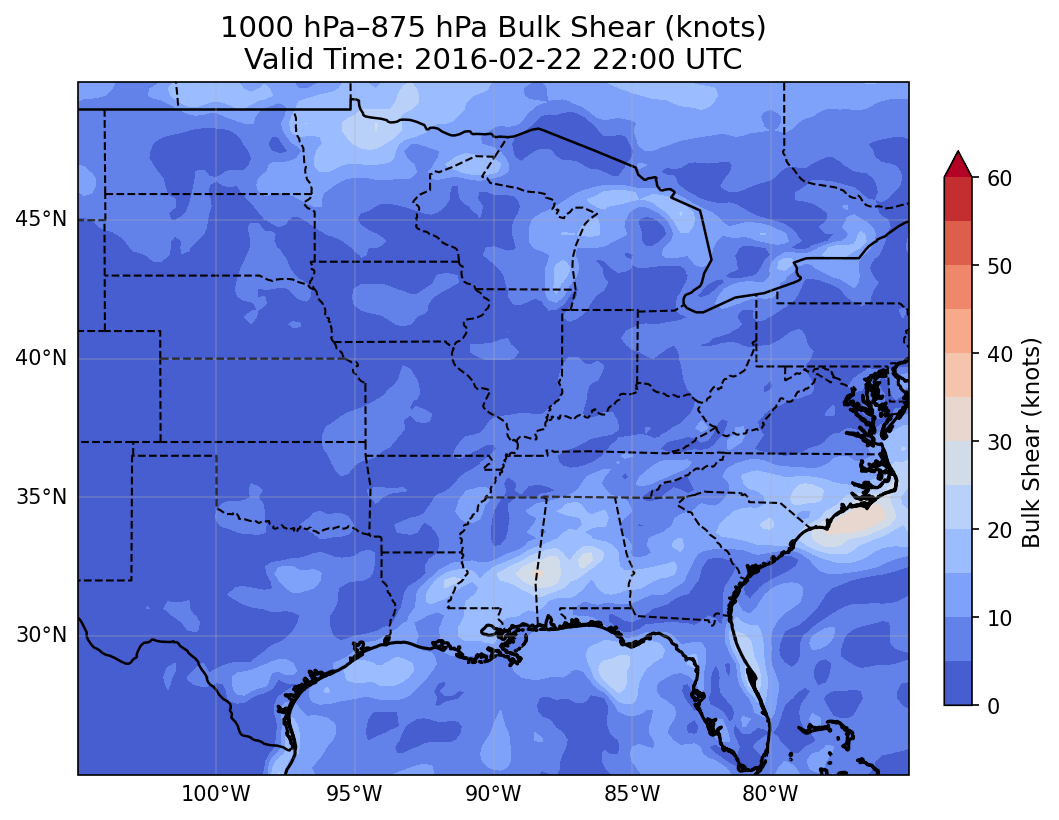 1000 hPa–875 hPa Bulk Shear (knots)
Valid Time: 2016-02-22 22:00 UTC
45°N
40°N
35°N
30°N
100°W
95°W
90°W
85°W
80°W
60
50
40
30
20
10
0
Bulk Shear (knots)